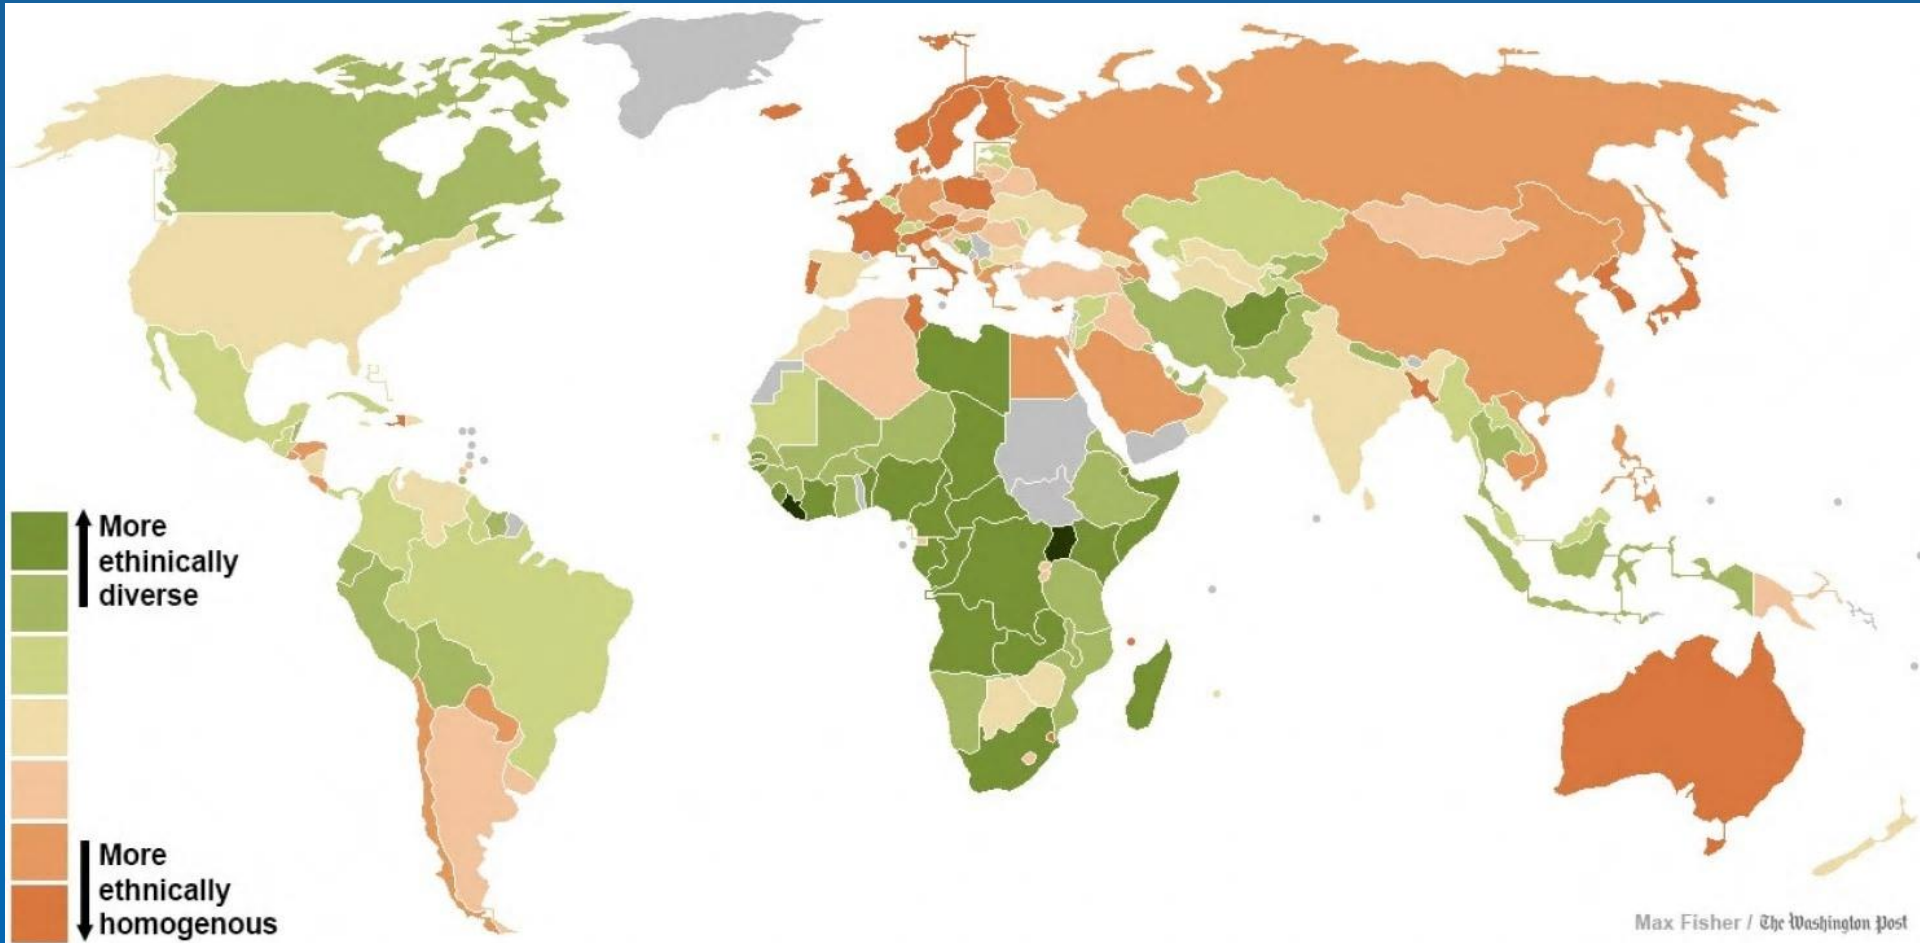 More
ethinically
diverse
More
ethnically
homogenous
Max Fisher / The Washington Post